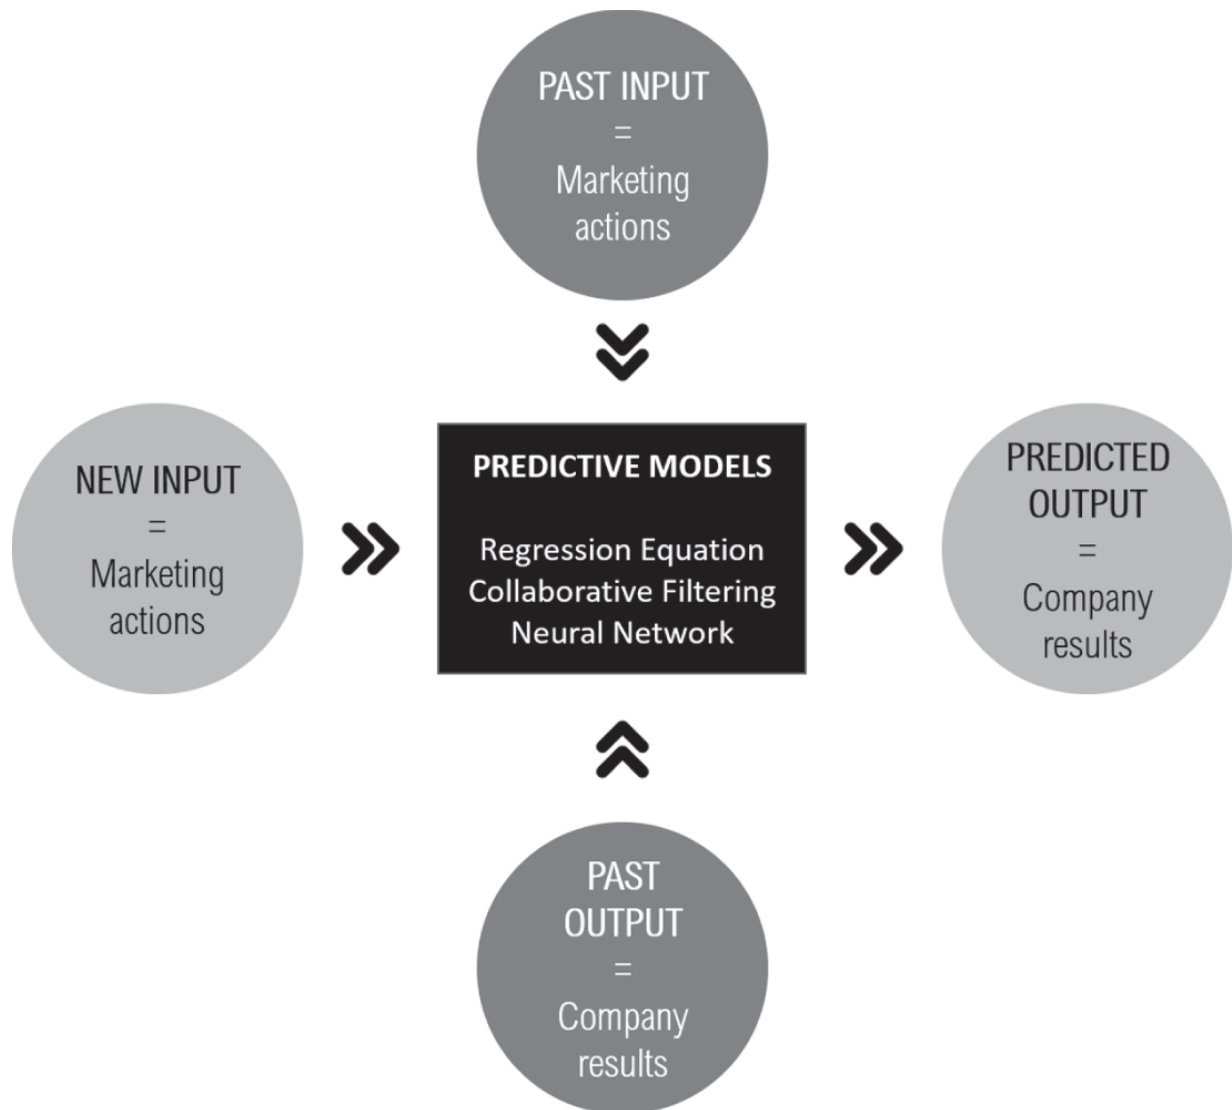 PAST INPUT
=
Marketing
actions
NEW INPUT
=
Marketing
actions
PREDICTIVE MODELS
Regression Equation
Collaborative Filtering
Neural Network
PREDICTED
OUTPUT
=
Company
results
PAST
OUTPUT
=
Company
results